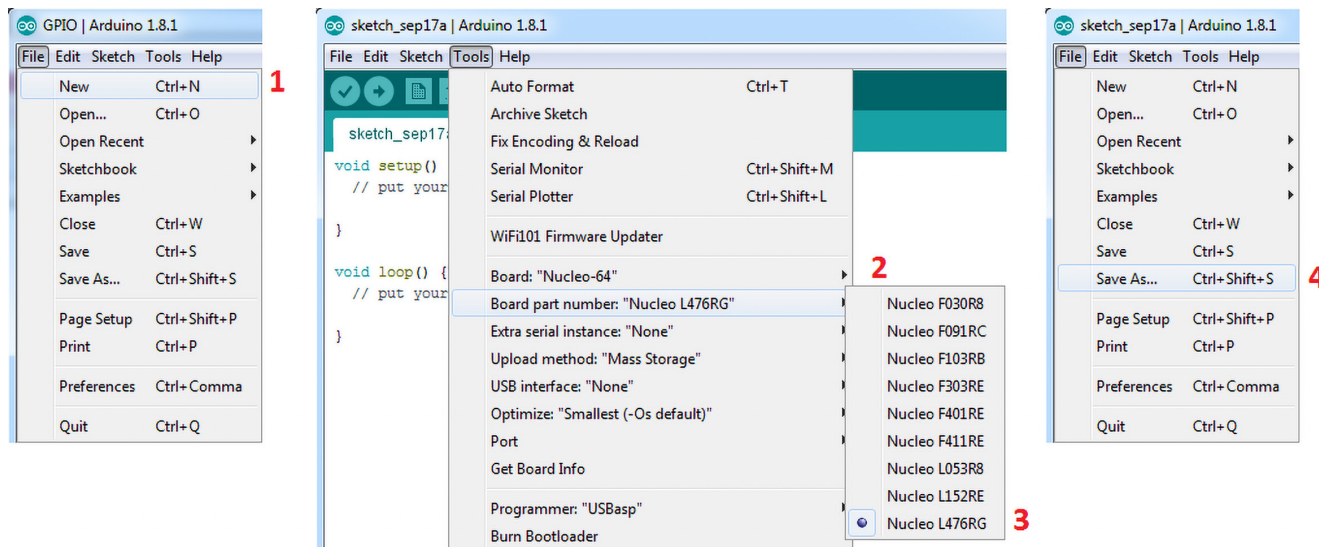 GPIO | Arduino 1.8.1
File Edit Sketch Tools Help
New Ctrl+N
1
Open... Ctrl+O
Open Recent
Sketchbook
Examples
Close Ctrl+W
Save Ctrl+S
Save As... Ctrl+Shift+S
Page Setup Ctrl+Shift+P
Print Ctrl+P
Preferences Ctrl+Comma
Quit Ctrl+Q
sketch_sep17a | Arduino 1.8.1
File Edit Sketch Tools Help
sketch_sep17a
void setup()
// put your
}
void loop() {
// put your
}
Auto Format Ctrl+T
Archive Sketch
Fix Encoding & Reload
Serial Monitor Ctrl+Shift+M
Serial Plotter Ctrl+Shift+L
WiFi101 Firmware Updater
Board: "Nucleo-64"
2
Board part number: "Nucleo L476RG"
Extra serial instance: "None"
Upload method: "Mass Storage"
USB interface: "None"
Optimize: "Smallest (-Os default)"
Port
Get Board Info
Programmer: "USBasp"
Burn Bootloader
Nucleo F030R8
Nucleo F091RC
Nucleo F103RB
Nucleo F303RE
Nucleo F401RE
Nucleo F411RE
Nucleo L053R8
Nucleo L152RE
Nucleo L476RG
3
sketch_sep17a | Arduino 1.8.1
File Edit Sketch Tools Help
New Ctrl+N
Open... Ctrl+O
Open Recent
Sketchbook
Examples
Close Ctrl+W
Save Ctrl+S
Save As... Ctrl+Shift+S
4
Page Setup Ctrl+Shift+P
Print Ctrl+P
Preferences Ctrl+Comma
Quit Ctrl+Q